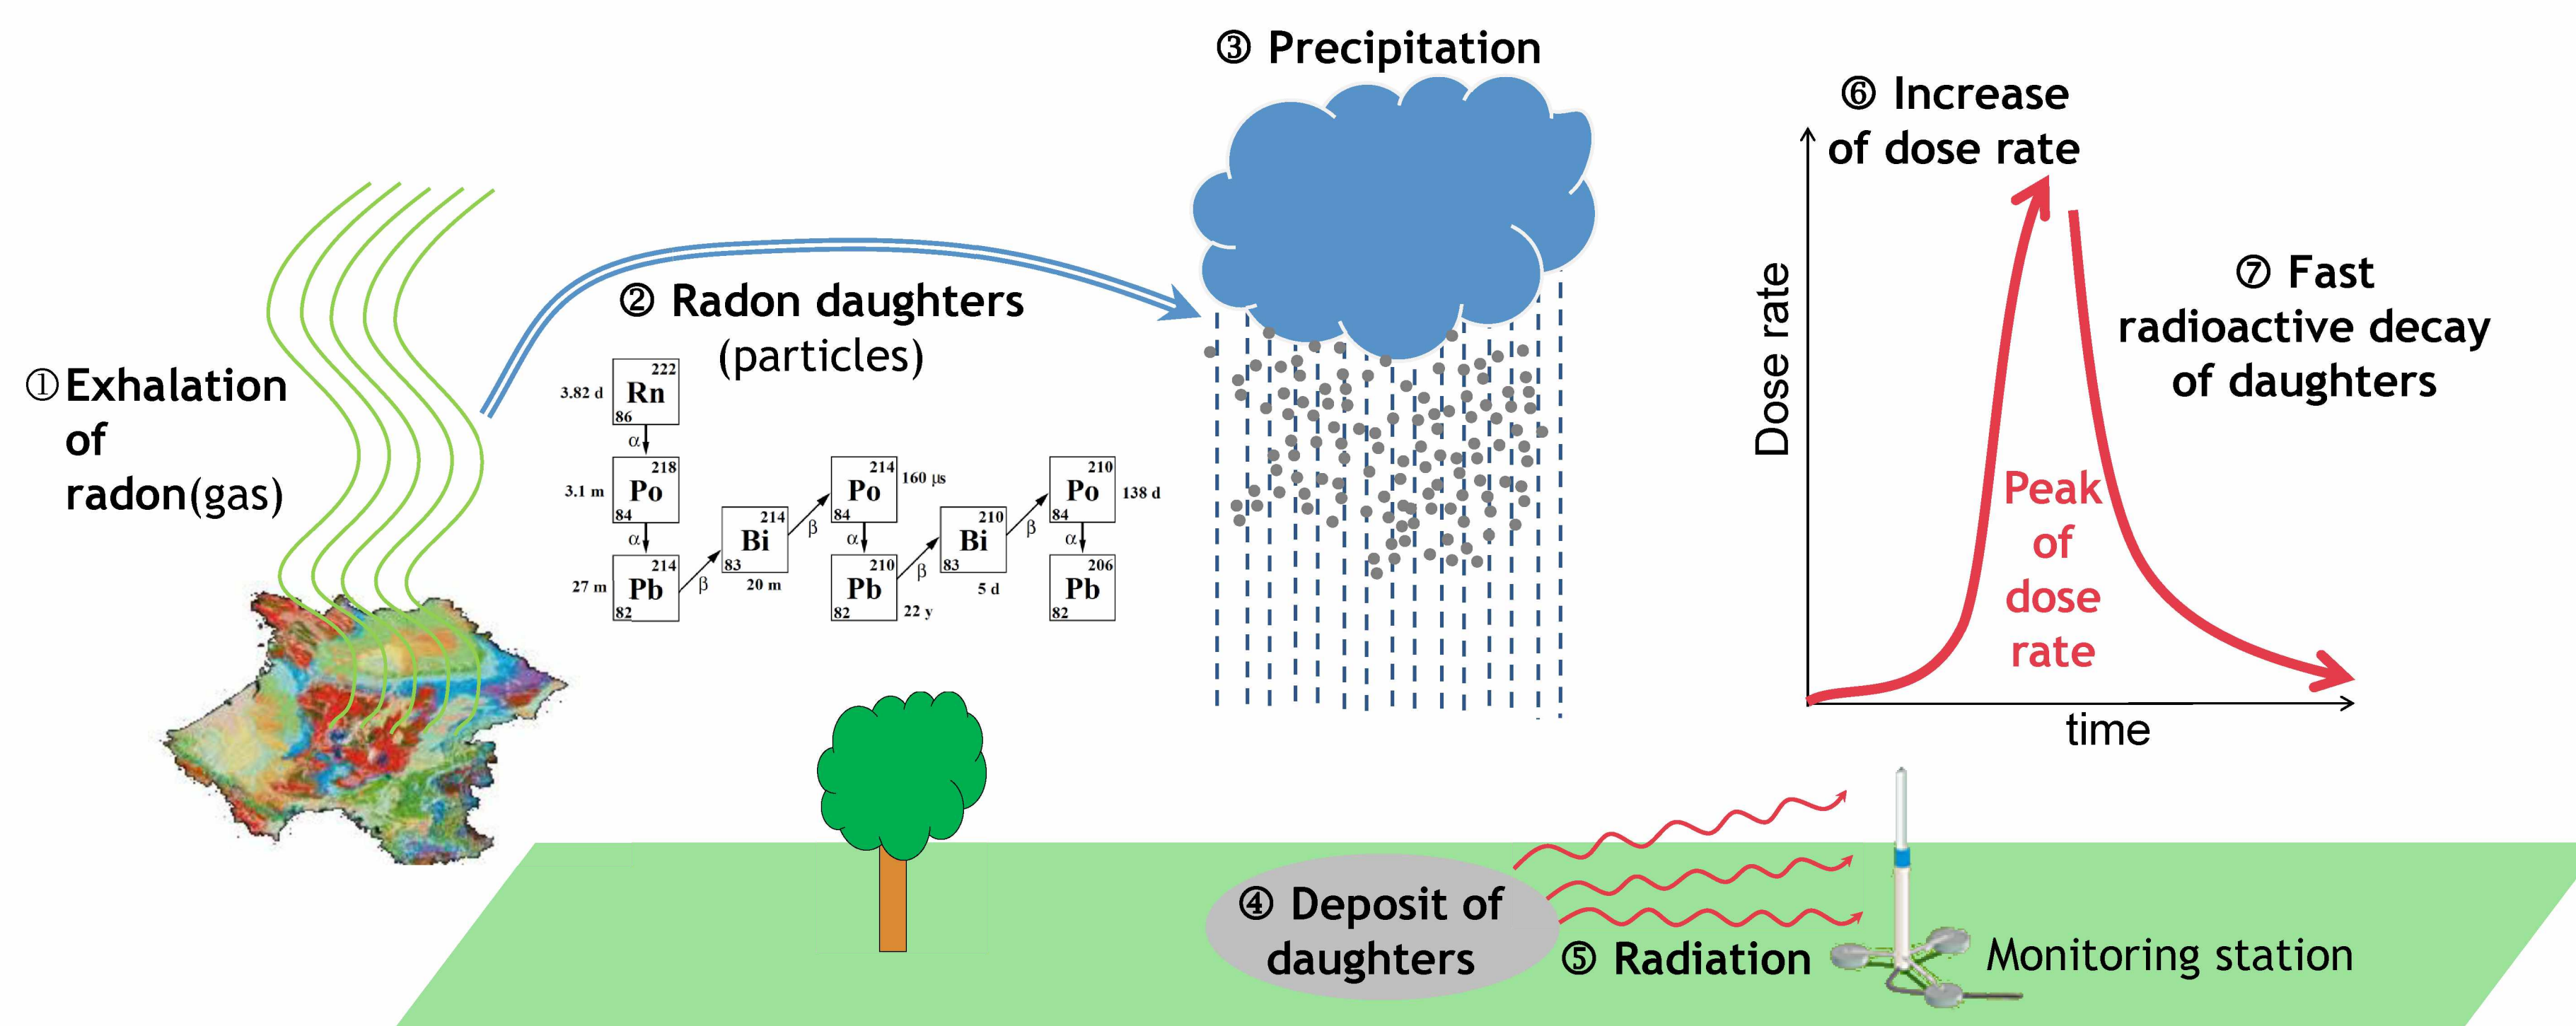 ① Exhalation
of
radon(gas)
② Radon daughters
(particles)
222
3.82 d Rn
86
α
218
3.1 m Po
84
α
214
27 m Pb
82
β
214
Bi
83
20 m
β
214
Po 160 μs
84
α
210
Pb
82
22 y
β
210
Bi
83
5 d
β
210
Po 138 d
84
α
206
Pb
82
③ Precipitation
④ Deposit of
daughters
⑤ Radiation
Monitoring station
⑥ Increase
of dose rate
Dose rate
Peak
of
dose
rate
time
⑦ Fast
radioactive decay
of daughters